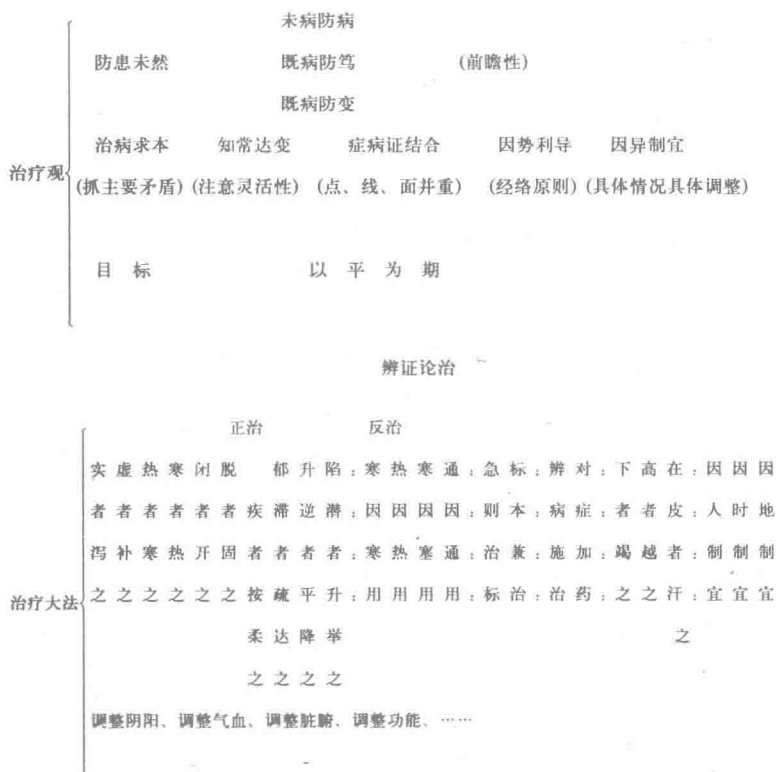 未病防病
防患未然 既病防笃 (前瞻性)
既病防变
治病求本 知常达变 症病证结合 因势利导 因异制宜
治疗观
(抓主要矛盾) (注意灵活性) (点、线、面并重) (经络原则) (具体情况具体调整)
目 标 以 平 为 期
辨证论治
正治 反治
实 虚 热 寒 闭 脱 郁 升 陷 : 寒 热 寒 通 : 急 标 : 辨 对 : 下 高 在 : 因 因 因
者 者 者 者 者 者 疾 滞 逆 潜 : 因 因 因 因 : 则 本 : 病 症 : 者 者 皮 : 人 时 地
泻 补 寒 热 开 固 者 者 者 者 : 寒 热 塞 通 : 治 兼 : 施 加 : 竭 越 者 : 制 制 制
治疗大法 之 之 之 之 之 之 按 疏 平 升 : 用 用 用 用 : 标 治 : 治 药 : 之 之 汗 : 宜 宜 宜
柔 达 降 举 之
之 之 之 之
调整阴阳、调整气血、调整脏腑、调整功能、……